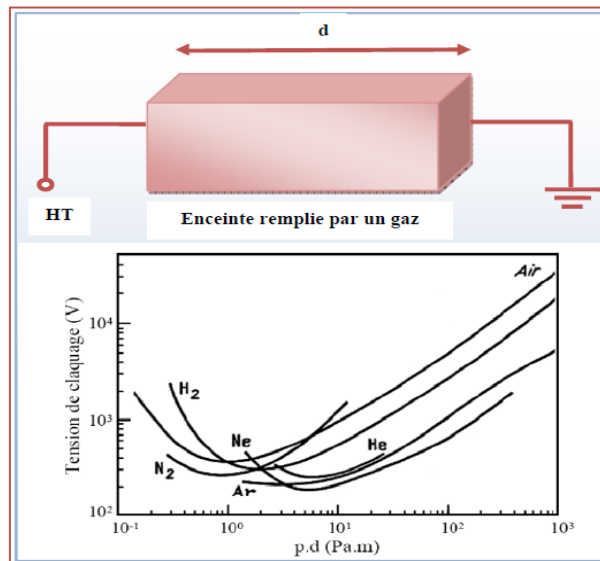 d
HT
Enceinte remplie par un gaz
Tension de claquage (V)
10⁴
10³
10²
Air
H₂
N₂
Ne
He
Ar
10⁻¹
10⁰
10¹
10²
10³
p.d (Pa.m)